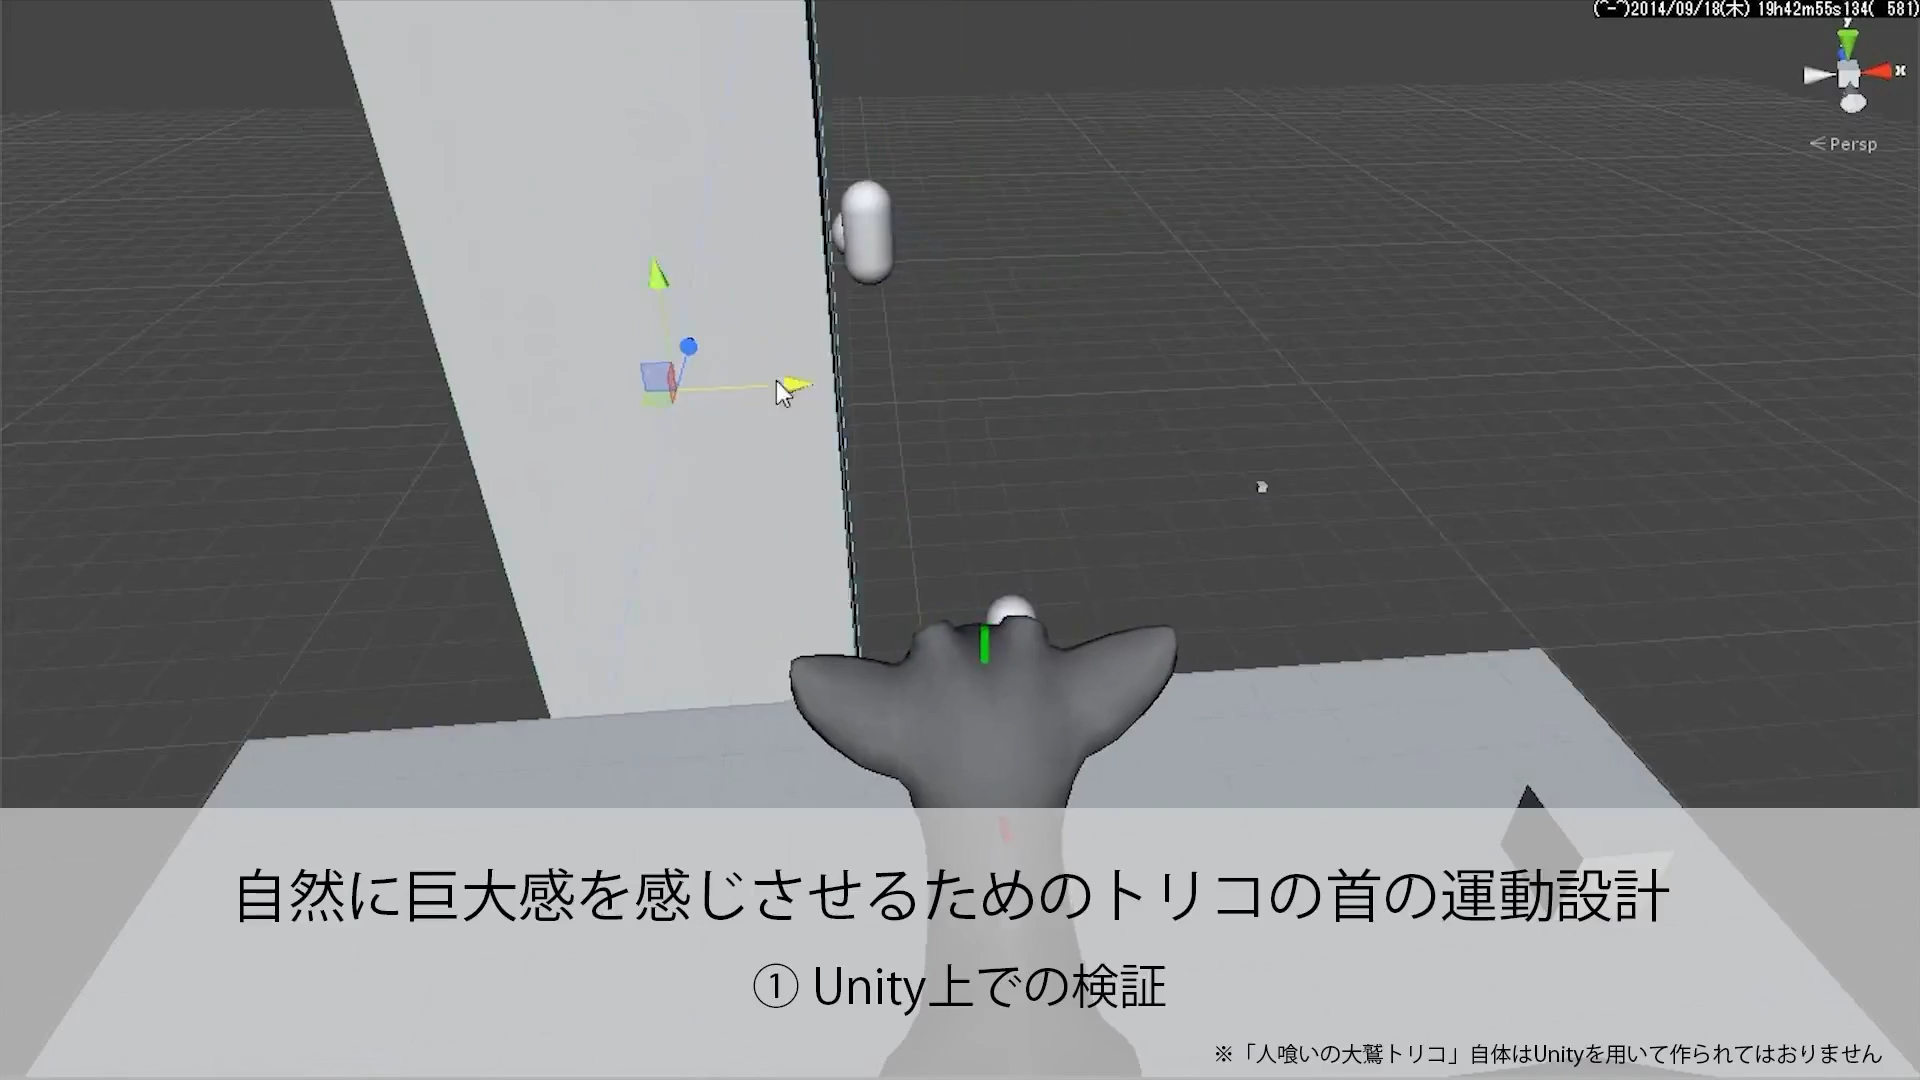 (^-^)2014/09/18(木) 19h42m55s134( 581)
y
x
< Persp
自然に巨大感を感じさせるためのトリコの首の運動設計
① Unity上での検証
※「人喰いの大鷲トリコ」自体はUnityを用いて作られてはおりません